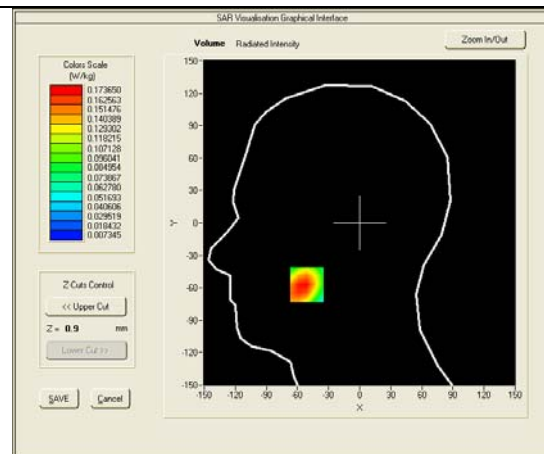 SAR Visualisation Graphical Interface
Volume Radiated Intensity
Zoom In/Out
Colors Scale
(W/kg)
0.173650
0.162563
0.151476
0.140389
0.129302
0.118215
0.107128
0.096041
0.084954
0.073867
0.062780
0.051693
0.040606
0.029519
0.018432
0.007345
150
120
90
60
30
0
-30
-60
-90
-120
-150
Y
-150 -120 -90 -60 -30 0 30 60 90 120 150
X
Z Cuts Control
<< Upper Cut
Z = 0.9 mm
Lower Cut >>
SAVE Cancel